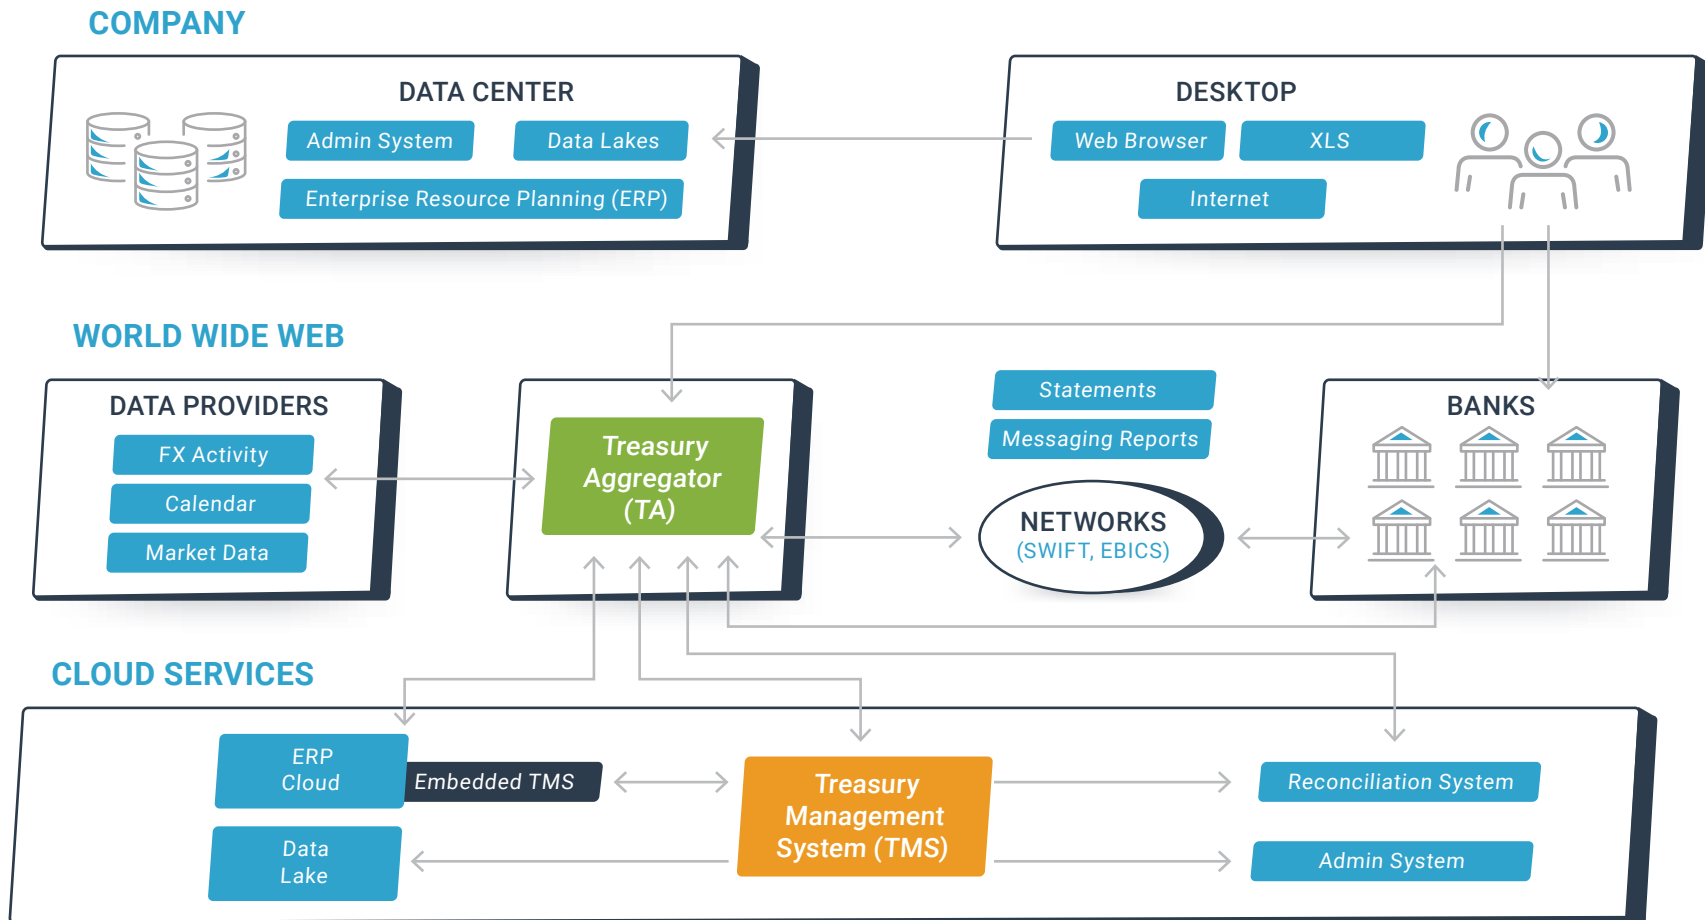 COMPANY
DATA CENTER
Admin System
Data Lakes
Enterprise Resource Planning (ERP)
DESKTOP
Web Browser
XLS
Internet
WORLD WIDE WEB
DATA PROVIDERS
FX Activity
Calendar
Market Data
Treasury
Aggregator
(TA)
Statements
Messaging Reports
NETWORKS
(SWIFT, EBICS)
BANKS
CLOUD SERVICES
ERP
Cloud
Embedded TMS
Data
Lake
Treasury
Management
System (TMS)
Reconciliation System
Admin System